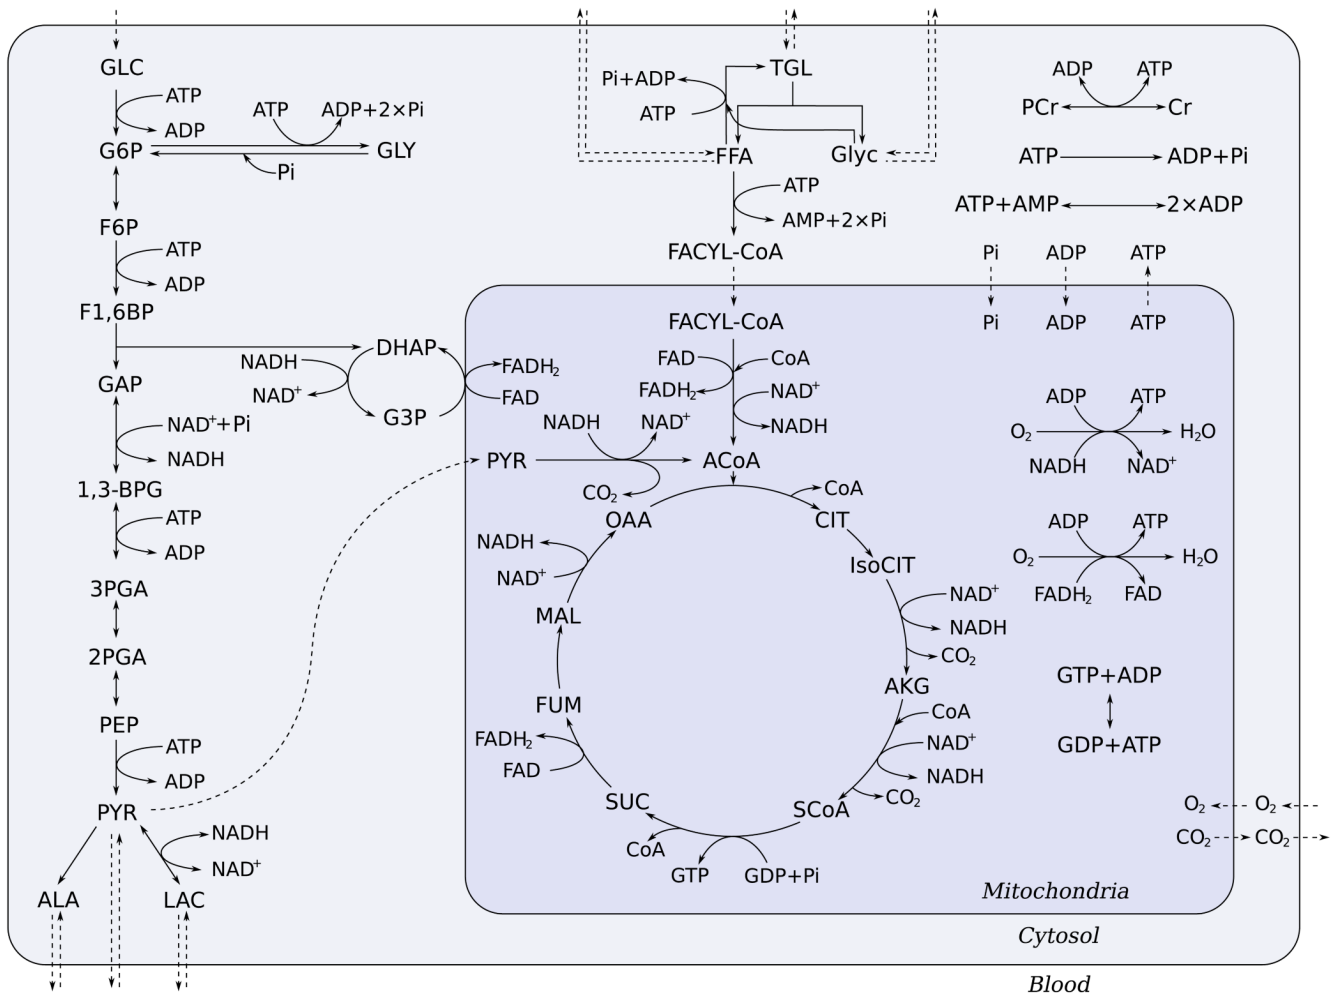 GLC
ATP
ADP
G6P
ATP
ADP+2×Pi
GLY
Pi
F6P
ATP
ADP
F1,6BP
DHAP
NADH
NAD+
G3P
FADH2
FAD
GAP
NAD++Pi
NADH
1,3-BPG
ATP
ADP
3PGA
2PGA
PEP
ATP
ADP
PYR
NADH
NAD+
ALA
LAC
TGL
Pi+ADP
ATP
FFA
Glyc
ATP
AMP+2×Pi
FACYL-CoA
FACYL-CoA
FAD
CoA
FADH2
NAD+
NADH
NADH
NAD+
PYR
ACoA
CO2
OAA
CoA
CIT
IsoCIT
NAD+
NADH
CO2
AKG
CoA
NAD+
NADH
CO2
SCoA
GDP+Pi
GTP
CoA
SUC
FAD
FADH2
FUM
MAL
NAD+
NADH
ADP
ATP
PCr
Cr
ATP
ADP+Pi
ATP+AMP
2×ADP
Pi
ADP
ATP
Pi
ADP
ATP
ADP
ATP
O2
H2O
NADH
NAD+
ADP
ATP
O2
H2O
FADH2
FAD
GTP+ADP
GDP+ATP
O2
O2
CO2
CO2
Mitochondria
Cytosol
Blood